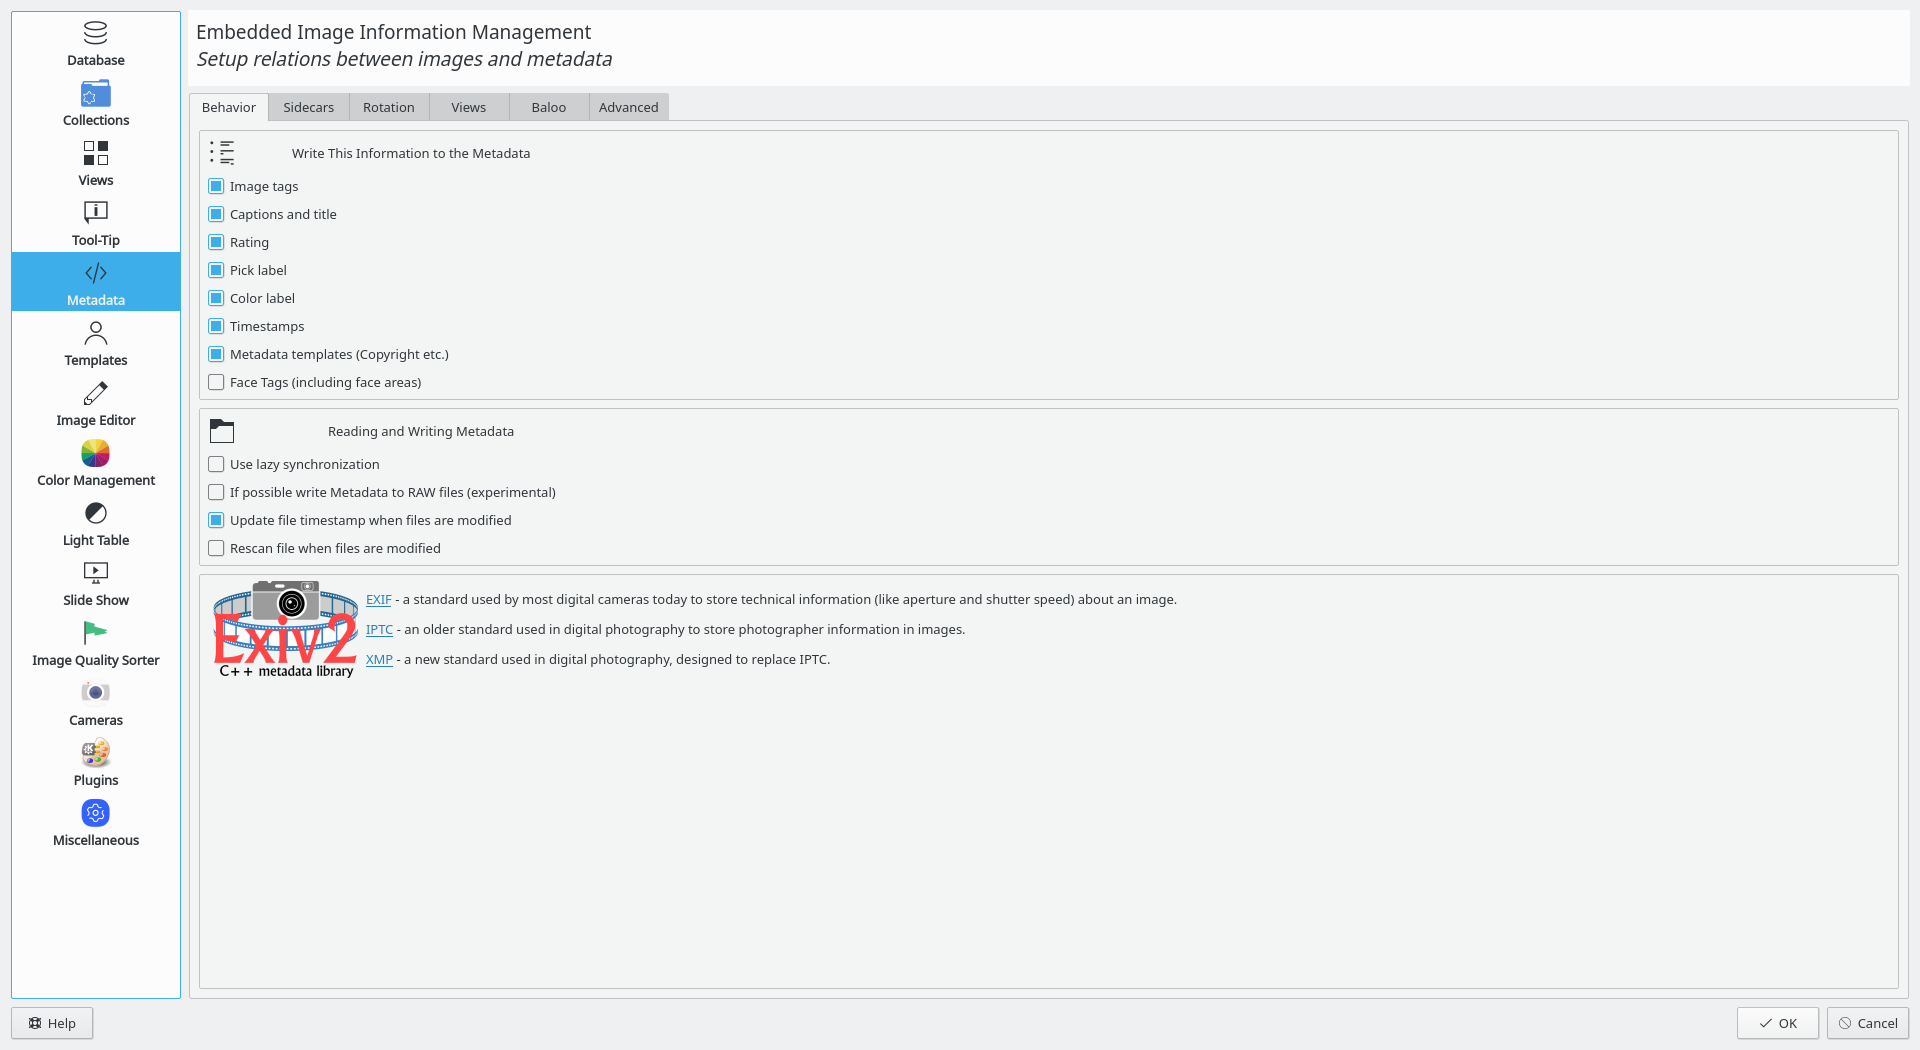 Database
Collections
Views
Tool-Tip
Metadata
Templates
Image Editor
Color Management
Light Table
Slide Show
Image Quality Sorter
Cameras
Plugins
Miscellaneous
Embedded Image Information Management
Setup relations between images and metadata
Behavior Sidecars Rotation Views Baloo Advanced
Write This Information to the Metadata
Image tags
Captions and title
Rating
Pick label
Color label
Timestamps
Metadata templates (Copyright etc.)
Face Tags (including face areas)
Reading and Writing Metadata
Use lazy synchronization
If possible write Metadata to RAW files (experimental)
Update file timestamp when files are modified
Rescan file when files are modified
Exiv2
C++ metadata library
EXIF - a standard used by most digital cameras today to store technical information (like aperture and shutter speed) about an image.
IPTC - an older standard used in digital photography to store photographer information in images.
XMP - a new standard used in digital photography, designed to replace IPTC.
Help OK Cancel